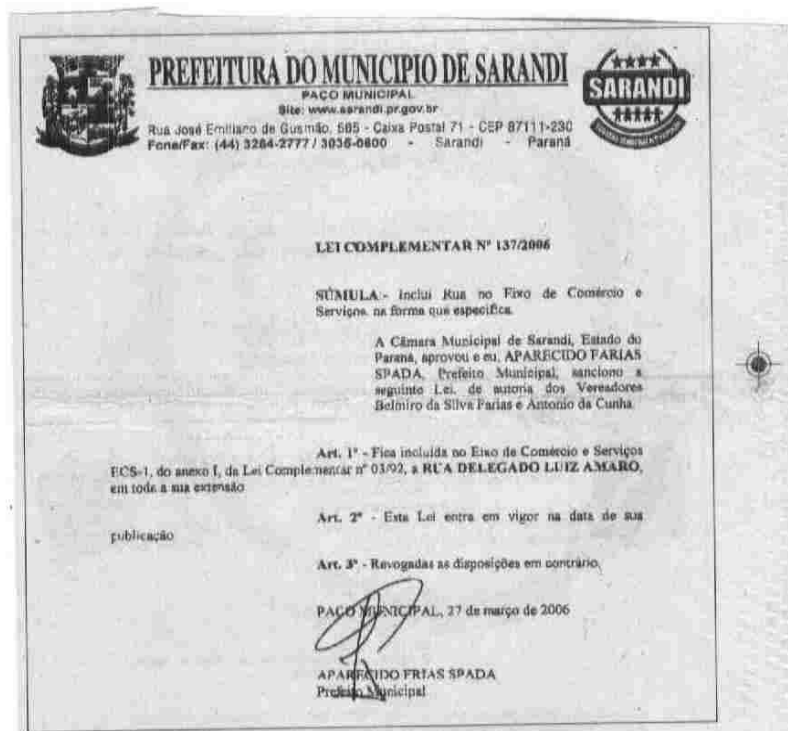 PREFEITURA DO MUNICIPIO DE SARANDI
PAÇO MUNICIPAL
Site: www.sarandi.pr.gov.br
Rua José Emiliano de Gusmão, 565 - Caixa Postal 71 - CEP 87111-230
Fone/Fax: (44) 3264-2777 / 3035-0600 - Sarandi - Paraná
SARANDI
LEI COMPLEMENTAR Nº 137/2006
SÚMULA:- Inclui Rua no Eixo de Comércio e
Serviços, na forma que especifica.
A Câmara Municipal de Sarandi, Estado do
Paraná, aprovou e eu, APARECIDO FARIAS
SPADA, Prefeito Municipal, sanciono a
seguinte Lei, de autoria dos Vereadores
Belmiro da Silva Farias e Antonio da Cunha.
Art. 1º - Fica incluída no Eixo de Comércio e Serviços
ECS-1, do anexo I, da Lei Complementar nº 03/92, a RUA DELEGADO LUIZ AMARO,
em toda a sua extensão
Art. 2º - Esta Lei entra em vigor na data de sua
publicação
Art. 3º - Revogadas as disposições em contrário.
PAÇO MUNICIPAL, 27 de março de 2006
APARECIDO FRIAS SPADA
Prefeito Municipal